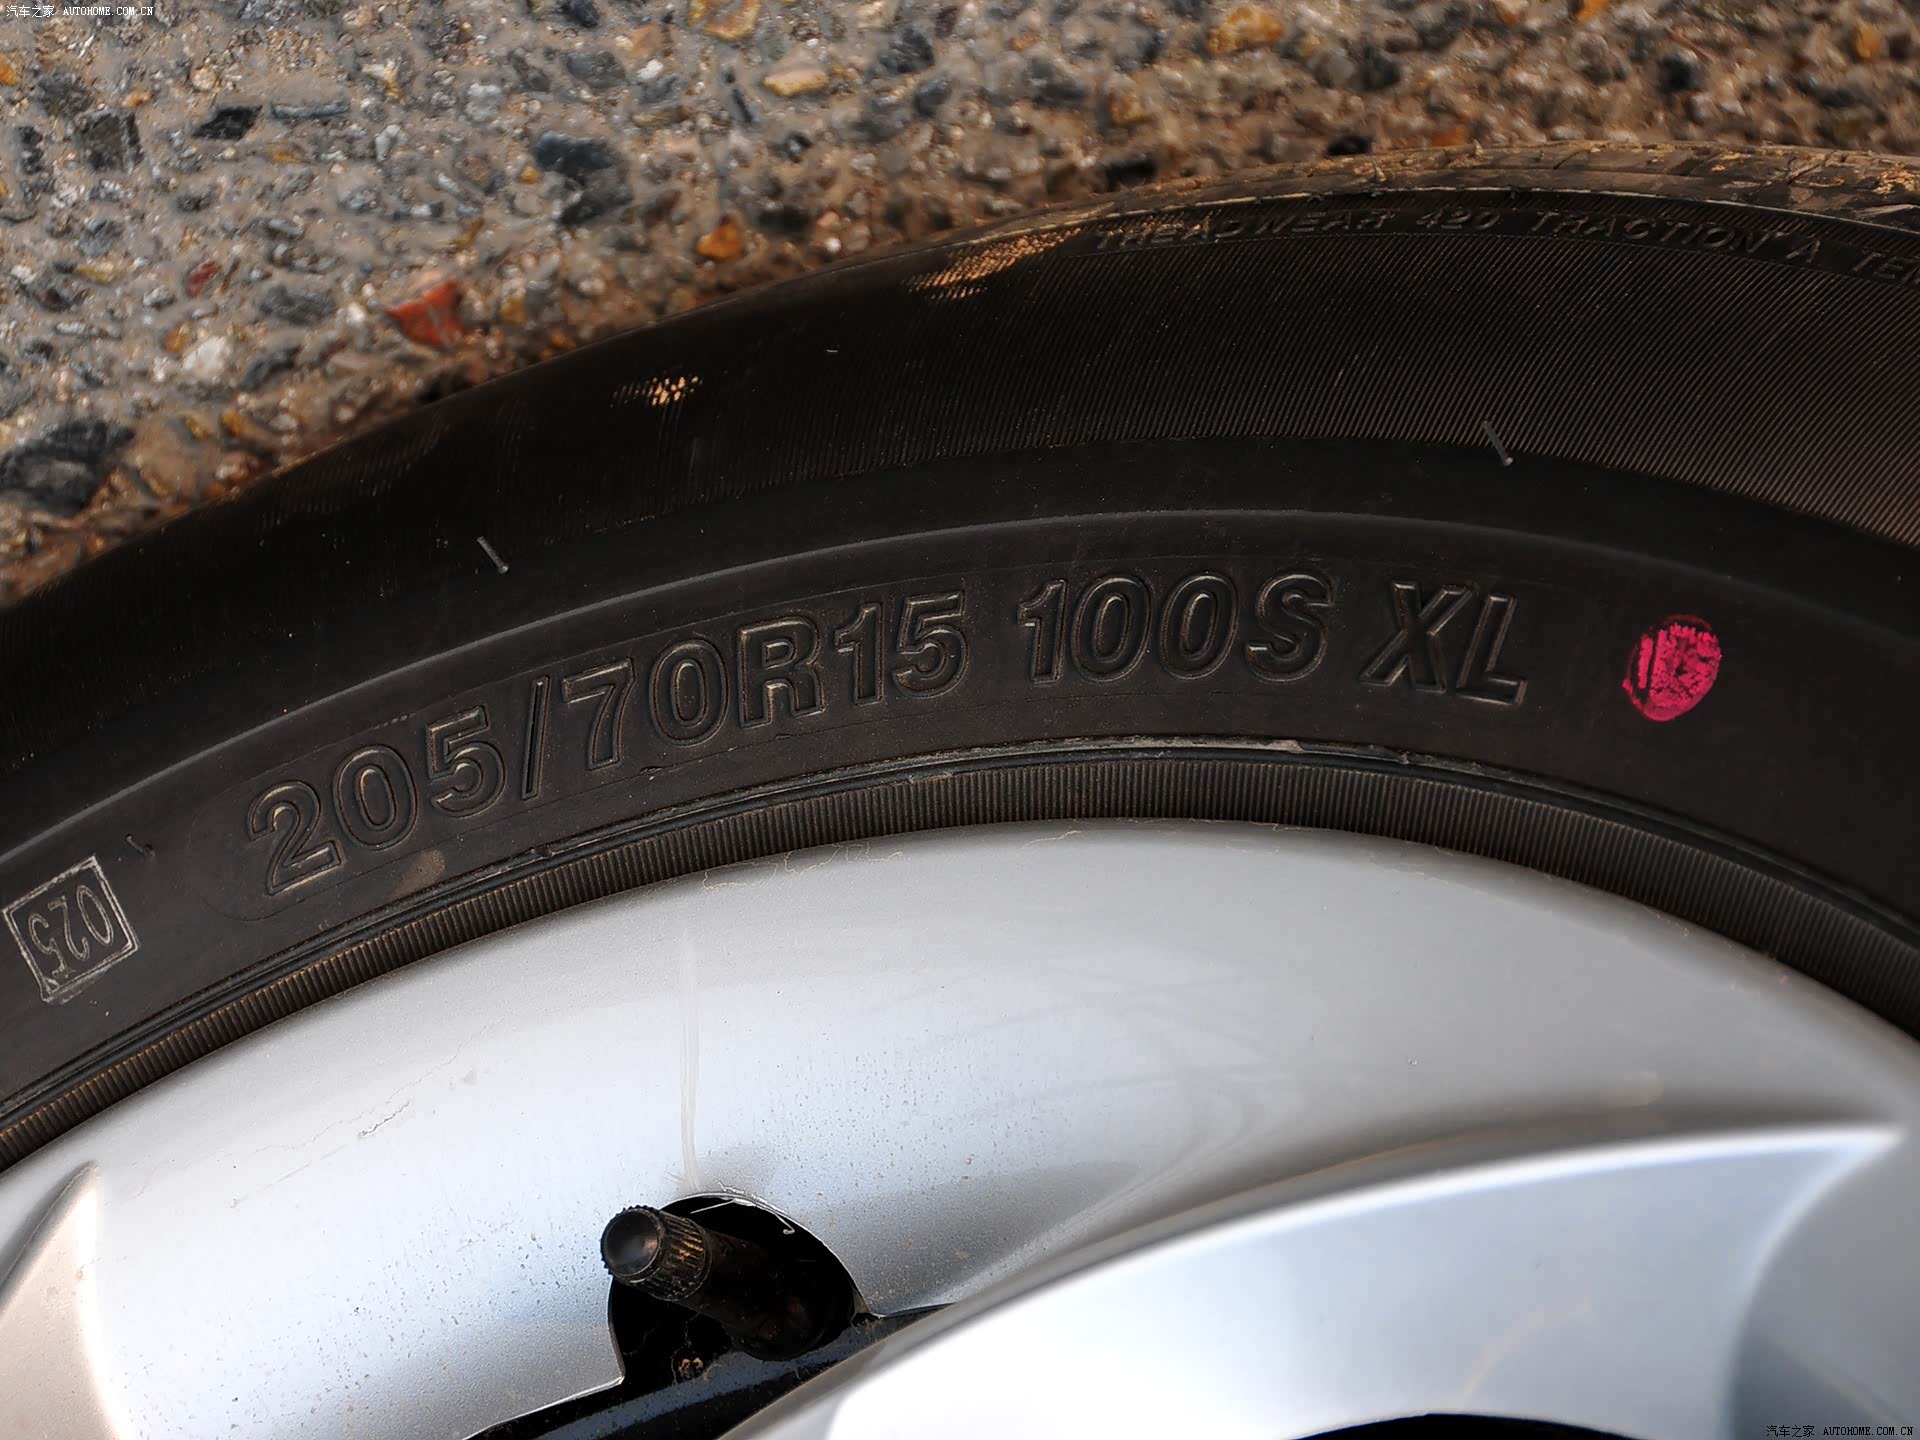 汽车之家 AUTOHOME.COM.CN
TREADWEAR 420 TRACTION A
205/70R15 100S XL
025
汽车之家 AUTOHOME.COM.CN